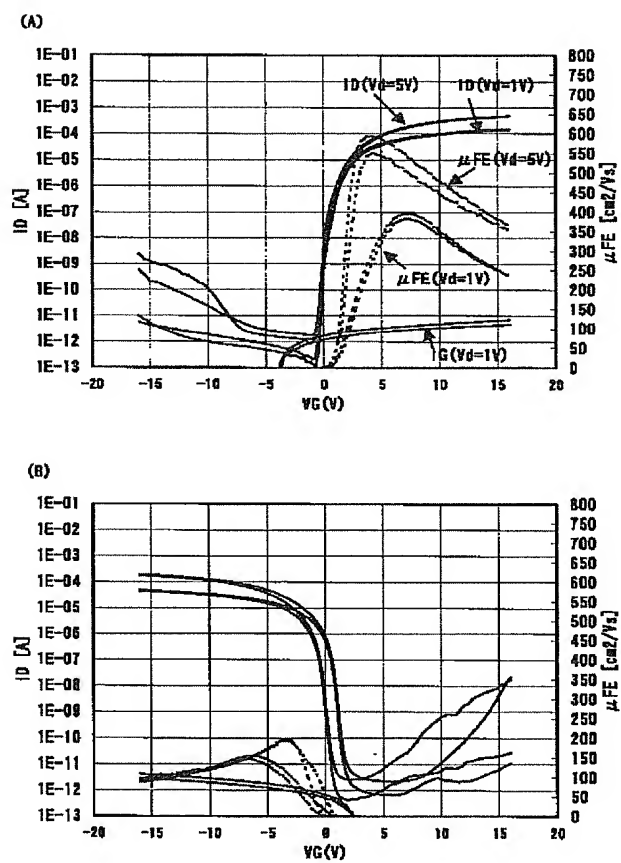 (A)
1E-01
1E-02
1E-03
1E-04
1E-05
1E-06
1E-07
1E-08
1E-09
1E-10
1E-11
1E-12
1E-13
ID [A]
ID(Vd=5V)
ID(Vd=1V)
μFE(Vd=5V)
μFE(Vd=1V)
IG(Vd=1V)
800
750
700
650
600
550
500
450
400
350
300
250
200
150
100
50
0
μFE [cm2/Vs]
-20 -15 -10 -5 0 5 10 15 20
VG(V)
(B)
1E-01
1E-02
1E-03
1E-04
1E-05
1E-06
1E-07
1E-08
1E-09
1E-10
1E-11
1E-12
1E-13
ID [A]
800
750
700
650
600
550
500
450
400
350
300
250
200
150
100
50
0
μFE [cm2/Vs]
-20 -15 -10 -5 0 5 10 15 20
VG(V)